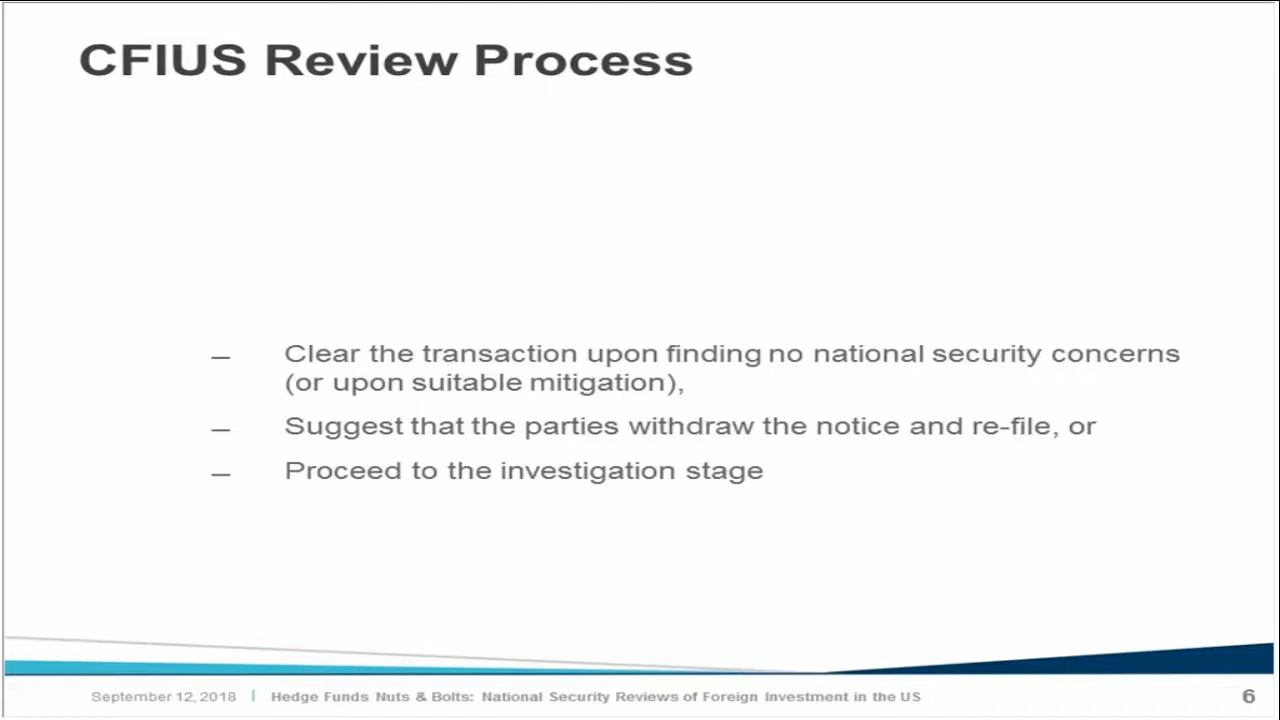 CFIUS Review Process
– Clear the transaction upon finding no national security concerns
(or upon suitable mitigation),
– Suggest that the parties withdraw the notice and re-file, or
– Proceed to the investigation stage
September 12, 2018 | Hedge Funds Nuts & Bolts: National Security Reviews of Foreign Investment in the US 6